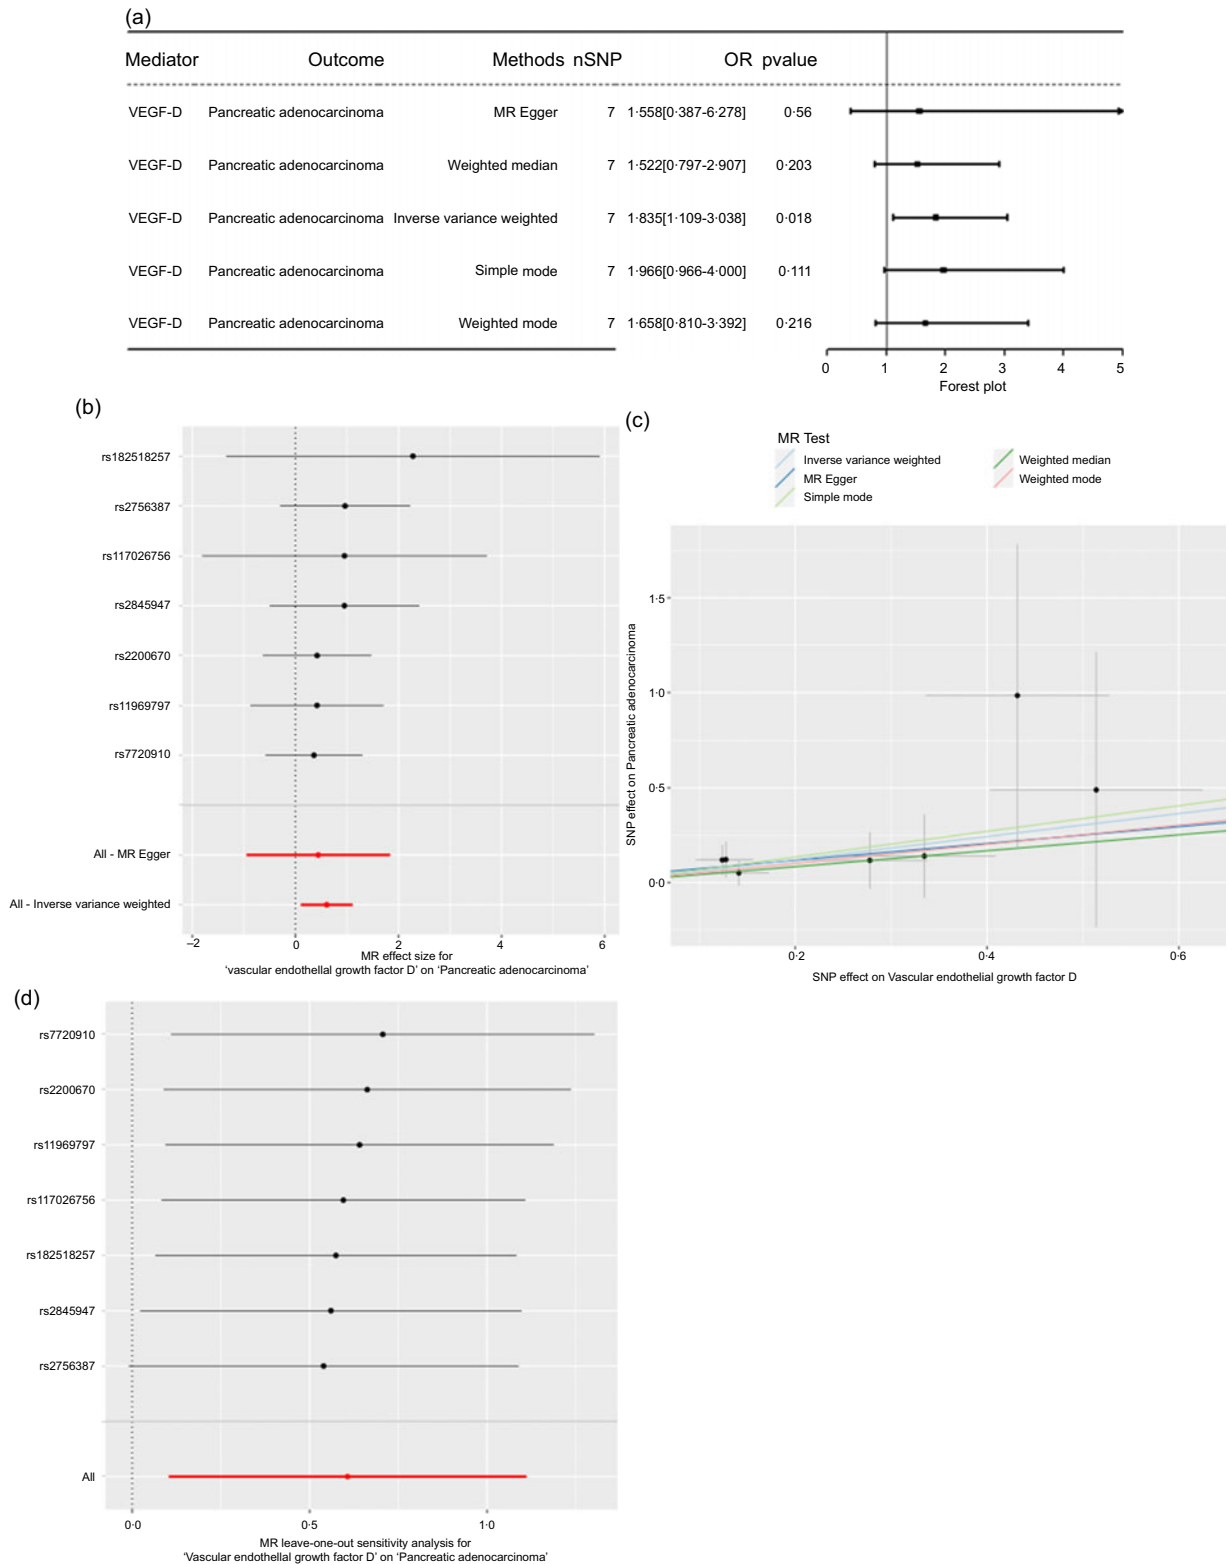 (a)
Mediator Outcome Methods nSNP OR pvalue
VEGF-D Pancreatic adenocarcinoma MR Egger 7 1·558[0·387-6·278] 0·56
VEGF-D Pancreatic adenocarcinoma Weighted median 7 1·522[0·797-2·907] 0·203
VEGF-D Pancreatic adenocarcinoma Inverse variance weighted 7 1·835[1·109-3·038] 0·018
VEGF-D Pancreatic adenocarcinoma Simple mode 7 1·966[0·966-4·000] 0·111
VEGF-D Pancreatic adenocarcinoma Weighted mode 7 1·658[0·810-3·392] 0·216
0 1 2 3 4 5
Forest plot
(b)
rs182518257
rs2756387
rs117026756
rs2845947
rs2200670
rs11969797
rs7720910
All - MR Egger
All - Inverse variance weighted
–2 0 2 4 6
MR effect size for
‘vascular endothellal growth factor D’ on ‘Pancreatic adenocarcinoma’
(c)
MR Test
Inverse variance weighted
MR Egger
Simple mode
Weighted median
Weighted mode
SNP effect on Pancreatic adenocarcinoma
1·5
1·0
0·5
0·0
0·2 0·4 0·6
SNP effect on Vascular endothelial growth factor D
(d)
rs7720910
rs2200670
rs11969797
rs117026756
rs182518257
rs2845947
rs2756387
All
0·0 0·5 1·0
MR leave-one-out sensitivity analysis for
‘Vascular endothellal growth factor D’ on ‘Pancreatic adenocarcinoma’